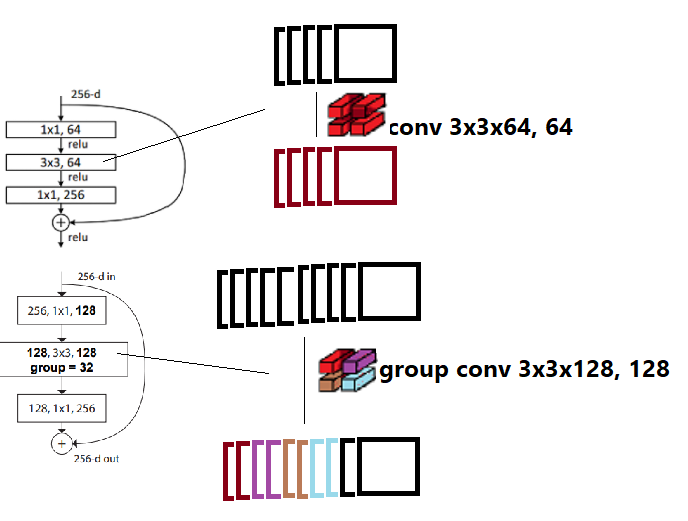 256-d
1x1, 64
relu
3x3, 64
relu
1x1, 256
relu
conv 3x3x64, 64
256-d in
256, 1x1, 128
128, 3x3, 128
group = 32
128, 1x1, 256
256-d out
group conv 3x3x128, 128